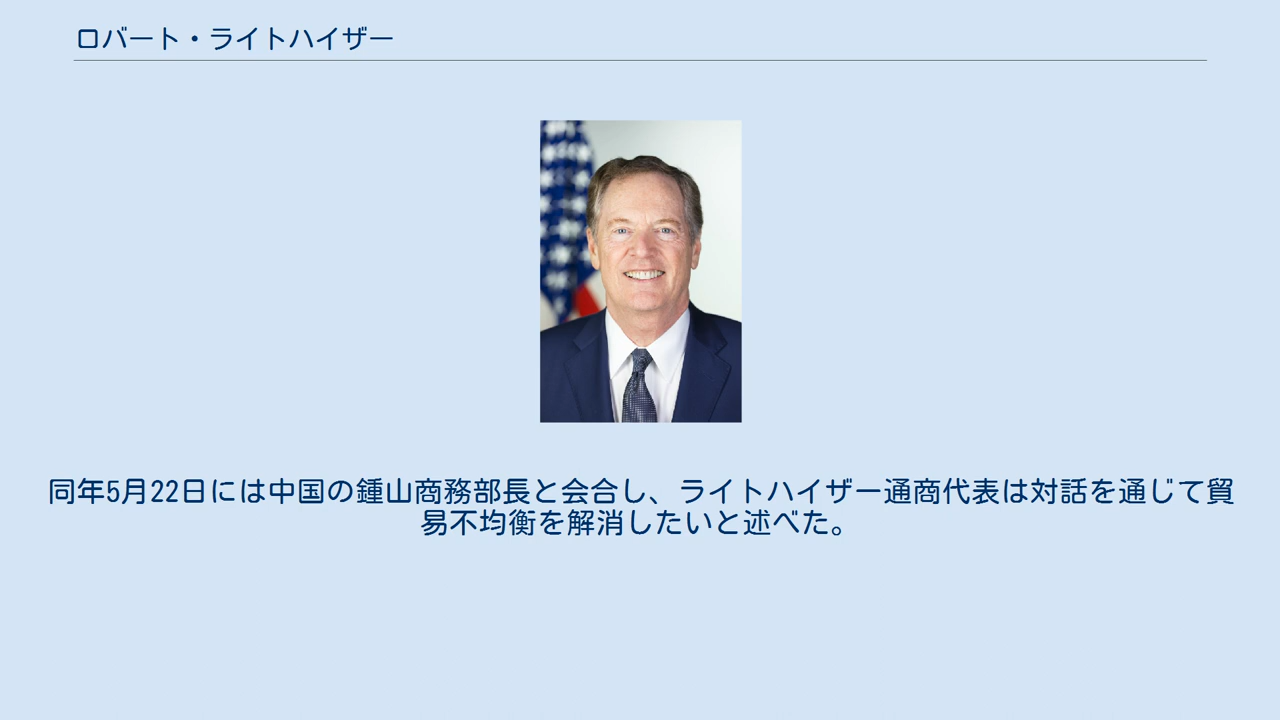 ロバート・ライトハイザー
同年5月22日には中国の鍾山商務部長と会合し、ライトハイザー通商代表は対話を通じて貿
易不均衡を解消したいと述べた。